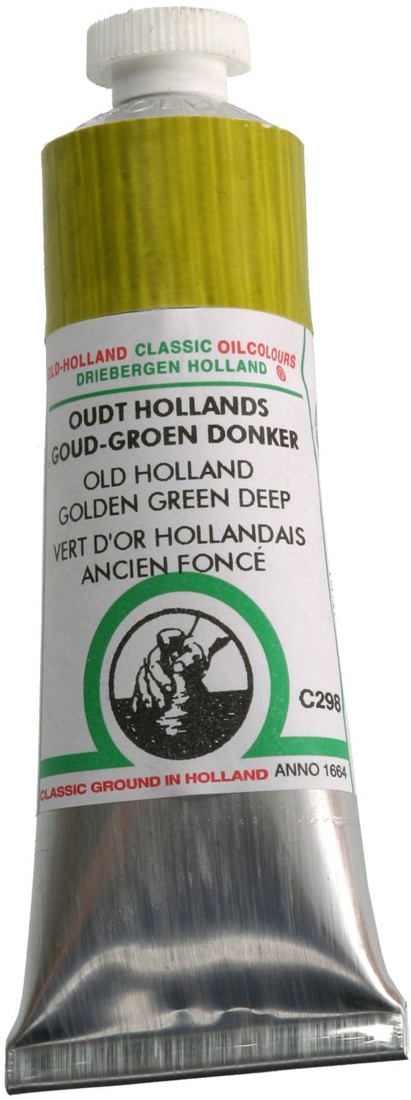 OLD-HOLLAND CLASSIC OILCOLOURS
DRIEBERGEN HOLLAND ®
OUDT HOLLANDS
GOUD-GROEN DONKER
OLD HOLLAND
GOLDEN GREEN DEEP
VERT D'OR HOLLANDAIS
ANCIEN FONCÉ
C298
CLASSIC GROUND IN HOLLAND ANNO 1664